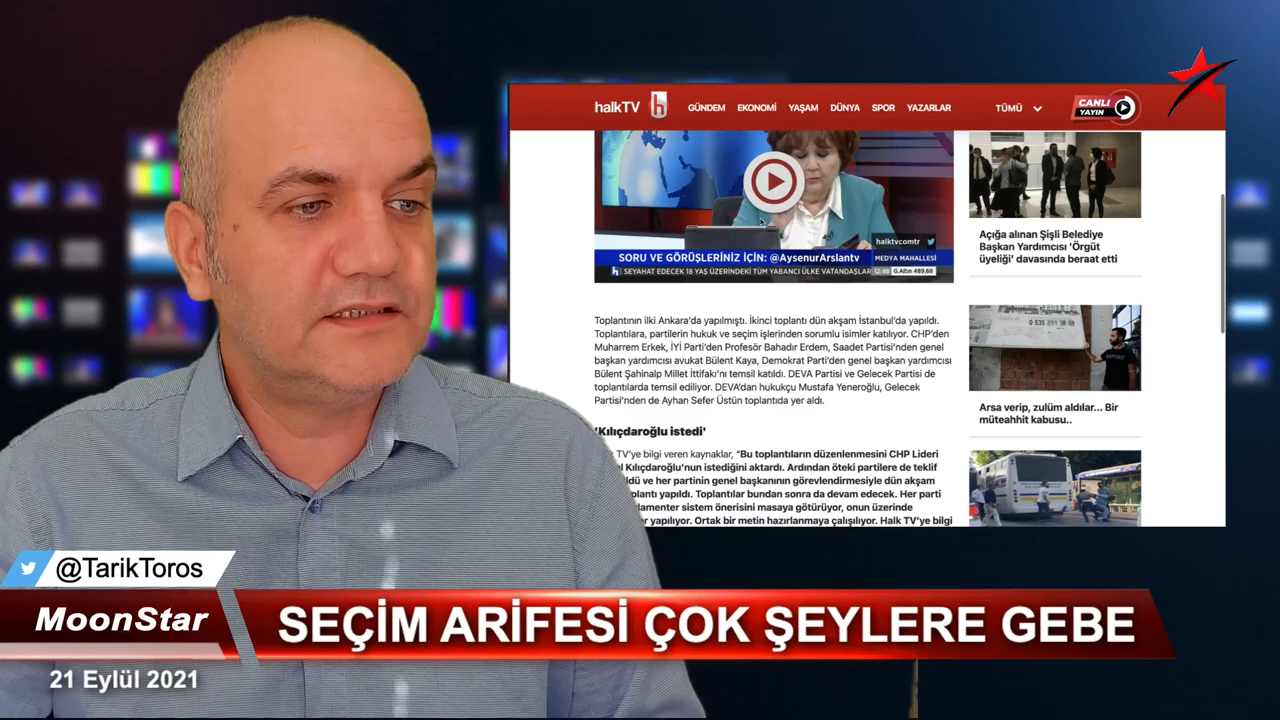 halkTV
GÜNDEM EKONOMİ YAŞAM DÜNYA SPOR YAZARLAR TÜMÜ
CANLI
YAYIN
halktvcomtr
SORU VE GÖRÜŞLERİNİZ İÇİN: @AysenurArslantv
MEDYA MAHALLESİ
SEYAHAT EDECEK 18 YAŞ ÜZERİNDEKİ TÜM YABANCI ÜLKE VATANDAŞLAR
12:46 G.Altın 489,68
Toplantının ilki Ankara'da yapılmıştı. İkinci toplantı dün akşam İstanbul'da yapıldı.
Toplantılara, partilerin hukuk ve seçim işlerinden sorumlu isimler katılıyor. CHP'den
Muharrem Erkek, İYİ Parti'den Profesör Bahadır Erdem, Saadet Partisi'nden genel
başkan yardımcısı avukat Bülent Kaya, Demokrat Parti'den genel başkan yardımcısı
Bülent Şahinalp Millet İttifakı'nı temsil katıldı. DEVA Partisi ve Gelecek Partisi de
toplantılarda temsil ediliyor. DEVA'dan hukukçu Mustafa Yeneroğlu, Gelecek
Partisi'nden de Ayhan Sefer Üstün toplantıda yer aldı.
'Kılıçdaroğlu istedi'
TV'ye bilgi veren kaynaklar, "Bu toplantıların düzenlenmesini CHP Lideri
el Kılıçdaroğlu'nun istediğini aktardı. Ardından öteki partilere de teklif
ldü ve her partinin genel başkanının görevlendirmesiyle dün akşam
plantı yapıldı. Toplantılar bundan sonra da devam edecek. Her parti
lamenter sistem önerisini masaya götürüyor, onun üzerinde
er yapılıyor. Ortak bir metin hazırlanmaya çalışılıyor. Halk TV'ye bilgi
Açığa alınan Şişli Belediye
Başkan Yardımcısı 'Örgüt
üyeliği' davasında beraat etti
Arsa verip, zulüm aldılar... Bir
müteahhit kabusu..
@TarikToros
MoonStar
SEÇİM ARİFESİ ÇOK ŞEYLERE GEBE
21 Eylül 2021